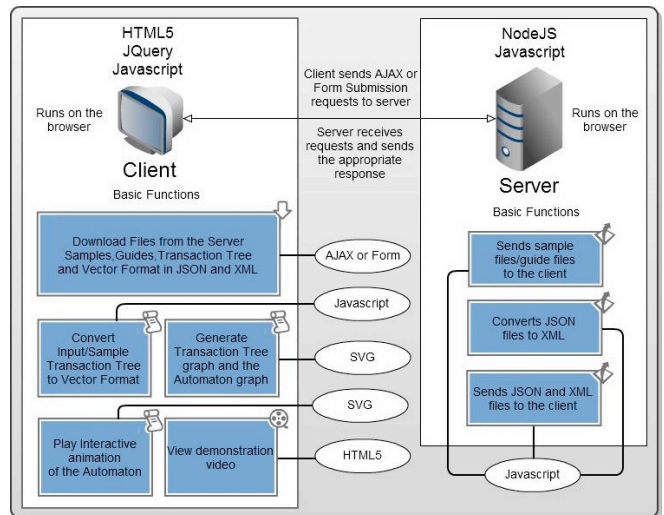 HTML5
JQuery
Javascript
Runs on the
browser
Client
Basic Functions
Download Files from the Server
Samples,Guides,Transaction Tree
and Vector Format in JSON and XML
Convert
Input/Sample
Transaction Tree
to Vector Format
Generate
Transaction Tree
graph and the
Automaton graph
Play Interactive
animation
of the Automaton
View demonstration
video
Client sends AJAX or
Form Submission
requests to server
Server receives
requests and sends
the appropriate
response
AJAX or Form
Javascript
SVG
SVG
HTML5
NodeJS
Javascript
Runs on the
browser
Server
Basic Functions
Sends sample
files/guide files
to the client
Converts JSON
files to XML
Sends JSON and XML
files to the client
Javascript